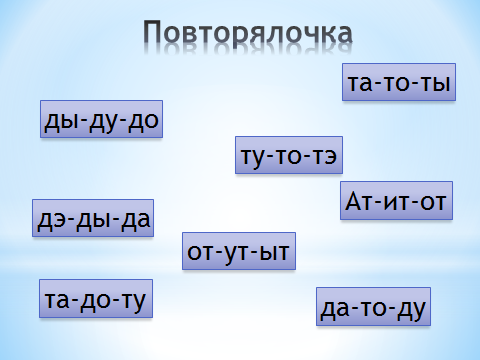 Повторялочка
та-то-ты
ды-ду-до
ту-то-тэ
Ат-ит-от
дэ-ды-да
от-ут-ыт
та-до-ту
да-то-ду